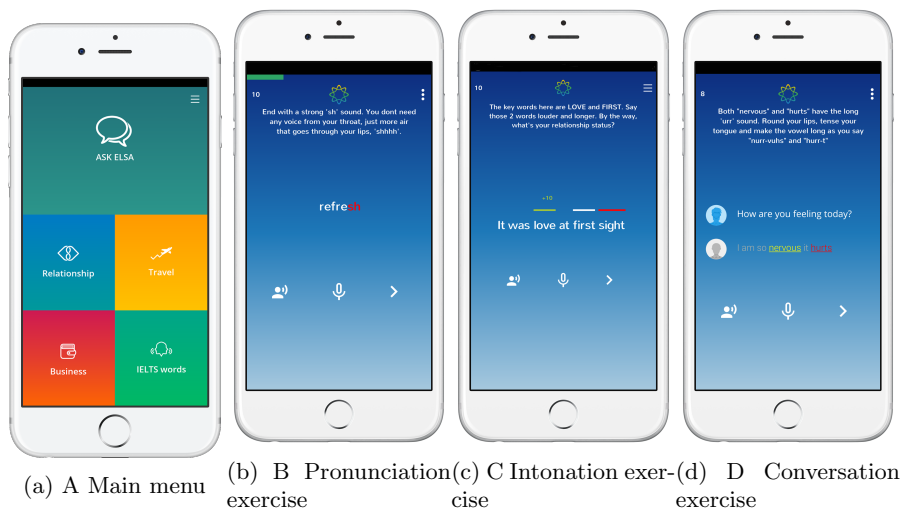 ASK ELSA
Relationship
Travel
Business
IELTS words
10
End with a strong 'sh' sound. You dont need
any voice from your throat, just more air
that goes through your lips, 'shhhh'.
refresh
10
The key words here are LOVE and FIRST. Say
those 2 words louder and longer. By the way,
what's your relationship status?
+10
It was love at first sight
8
Both "nervous" and "hurts" have the long
'urr' sound. Round your lips, tense your
tongue and make the vowel long as you say
"nurr-vuhs" and "hurr-t"
How are you feeling today?
I am so nervous it hurts
(a) A Main menu
(b) B Pronunciation
exercise
(c) C Intonation exer-
cise
(d) D Conversation
exercise